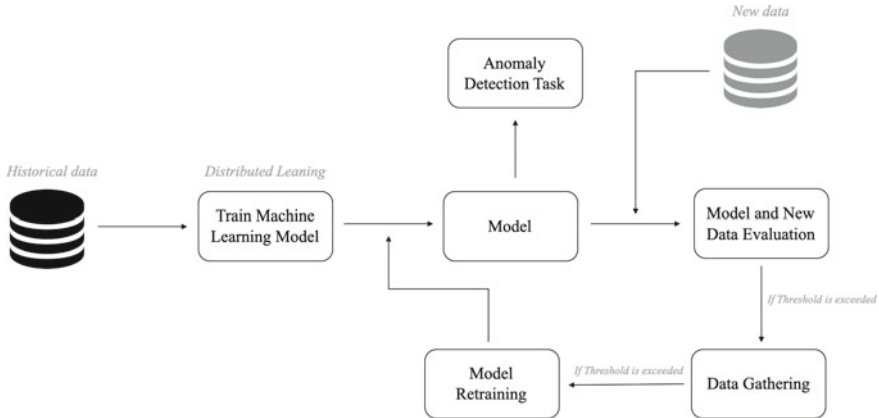 New data
Anomaly
Detection Task
Historical data
Distributed Leaning
Train Machine
Learning Model
Model
Model and New
Data Evaluation
If Threshold is exceeded
Model
Retraining
If Threshold is exceeded
Data Gathering